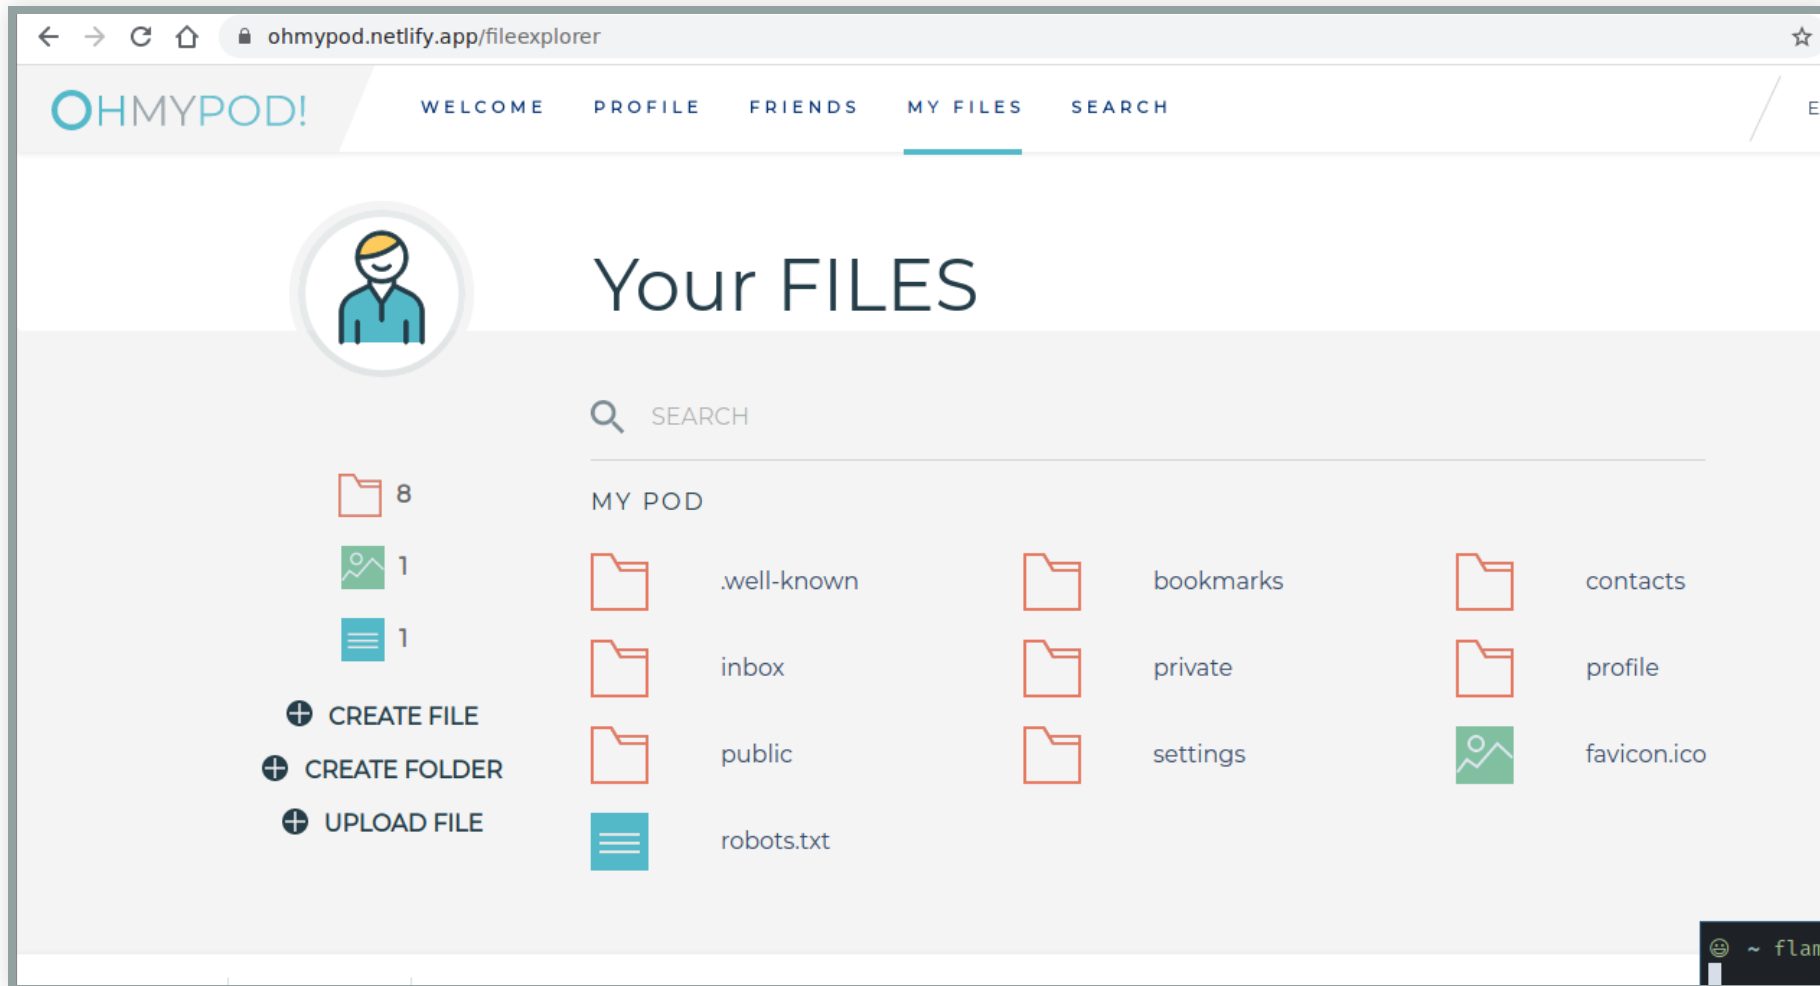 ohmypod.netlify.app/fileexplorer
OHMYPOD!
WELCOME PROFILE FRIENDS MY FILES SEARCH E
Your FILES
SEARCH
8
MY POD
1
.well-known bookmarks contacts
1
inbox private profile
CREATE FILE
public settings favicon.ico
CREATE FOLDER
UPLOAD FILE
robots.txt
~ flam